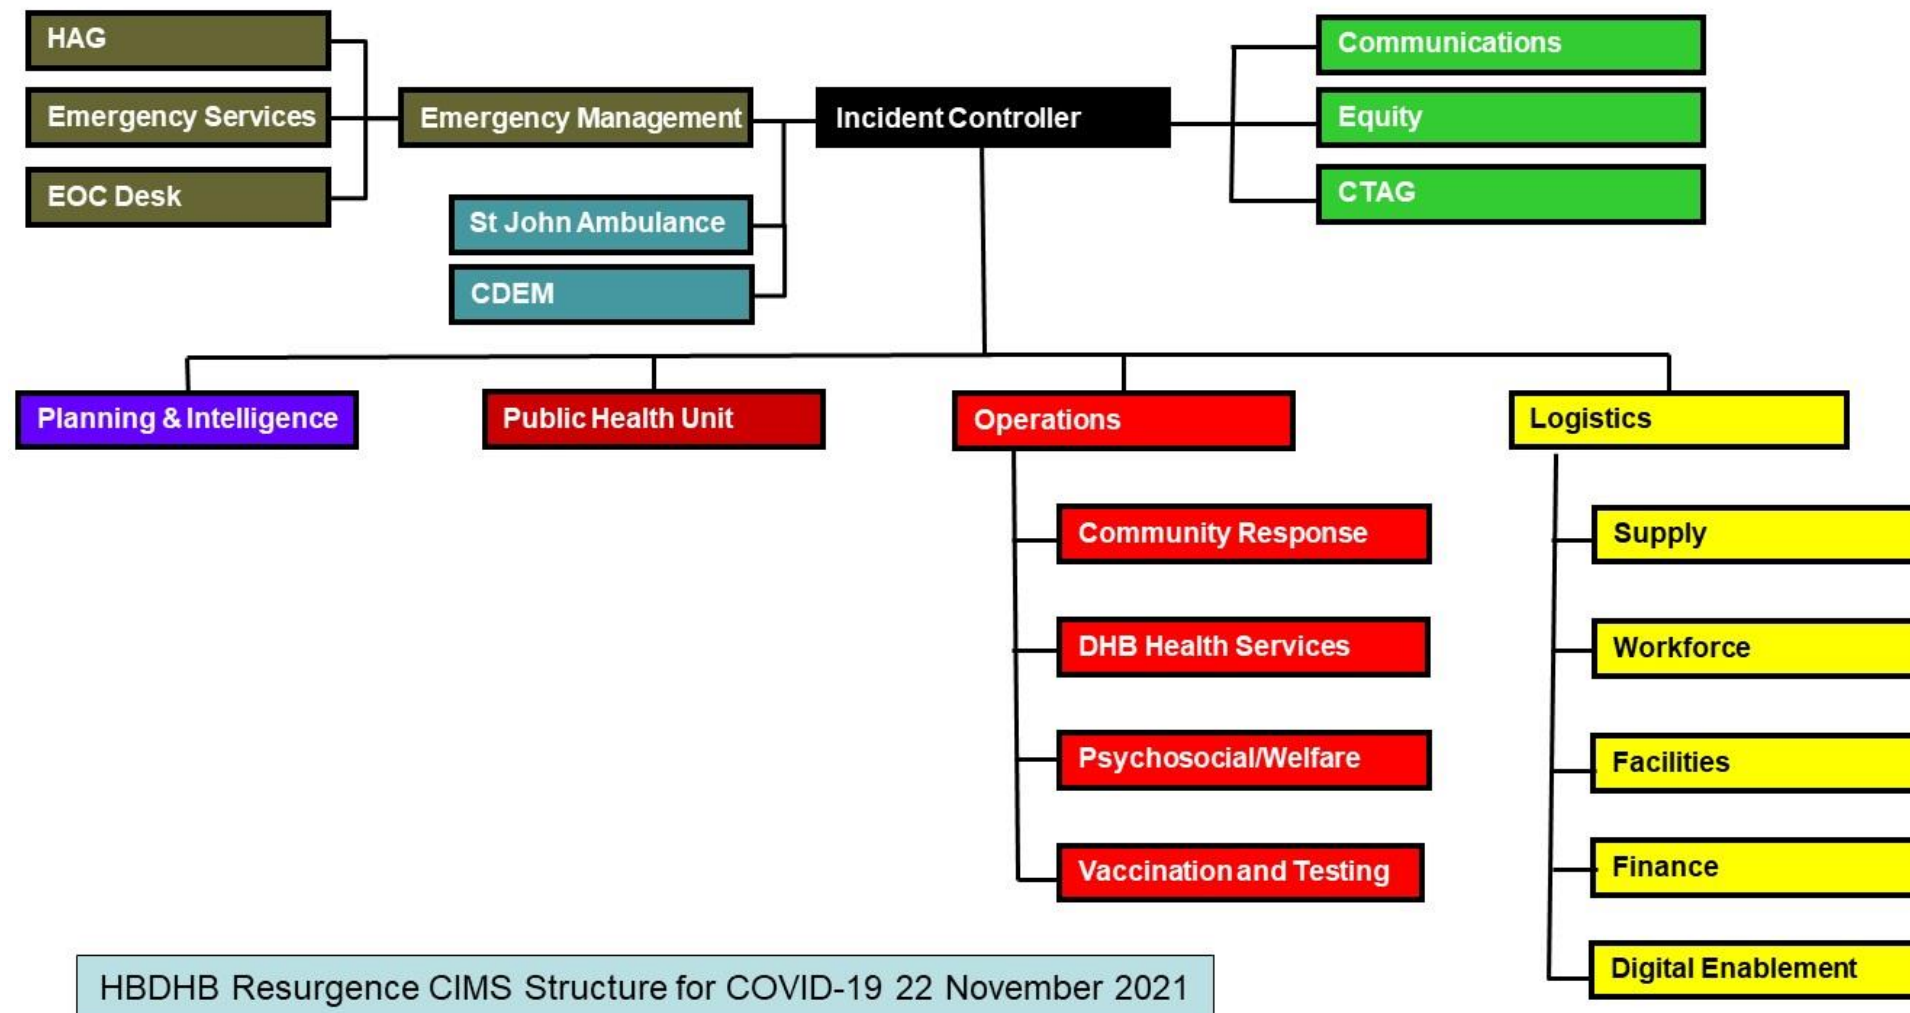 HAG
Emergency Services
EOC Desk
Emergency Management
Incident Controller
St John Ambulance
CDEM
Communications
Equity
CTAG
Planning & Intelligence
Public Health Unit
Operations
Logistics
Community Response
DHB Health Services
Psychosocial/Welfare
Vaccination and Testing
Supply
Workforce
Facilities
Finance
Digital Enablement
HBDHB Resurgence CIMS Structure for COVID-19 22 November 2021